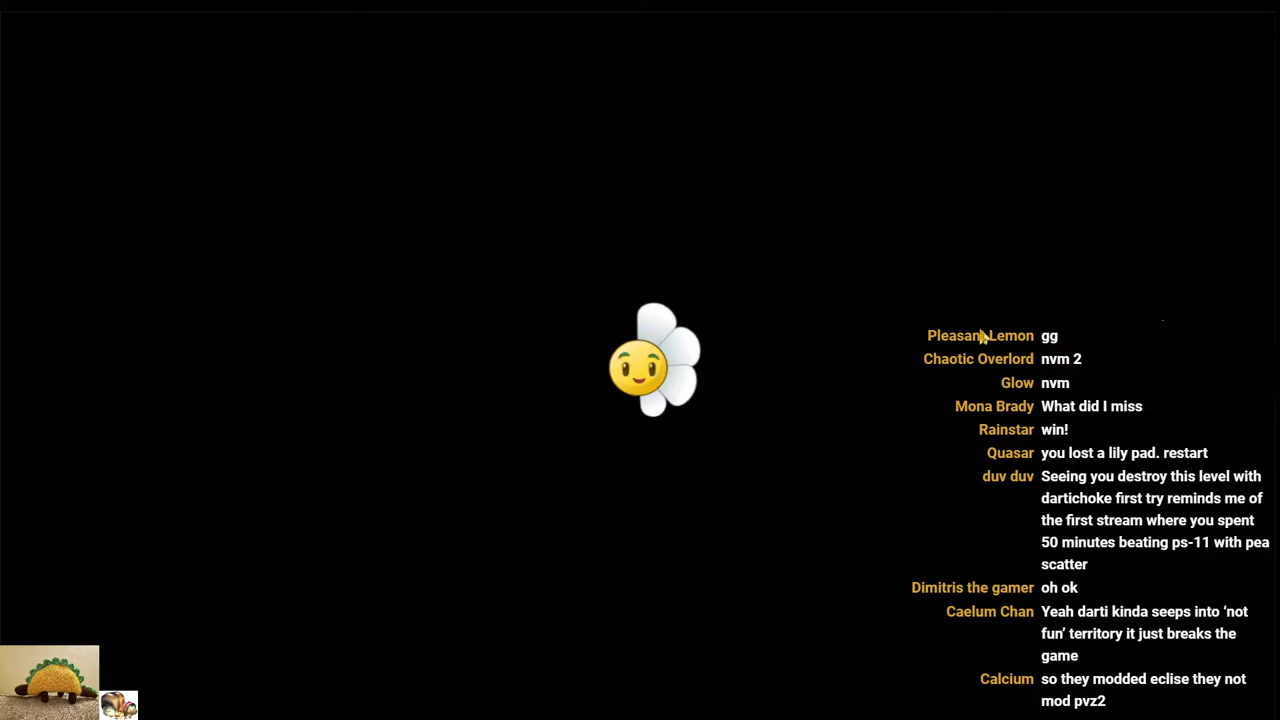 Pleasant Lemon gg
Chaotic Overlord nvm 2
Glow nvm
Mona Brady What did I miss
Rainstar win!
Quasar you lost a lily pad. restart
duv duv Seeing you destroy this level with
dartichoke first try reminds me of
the first stream where you spent
50 minutes beating ps-11 with pea
scatter
Dimitris the gamer oh ok
Caelum Chan Yeah darti kinda seeps into ‘not
fun’ territory it just breaks the
game
Calcium so they modded eclise they not
mod pvz2